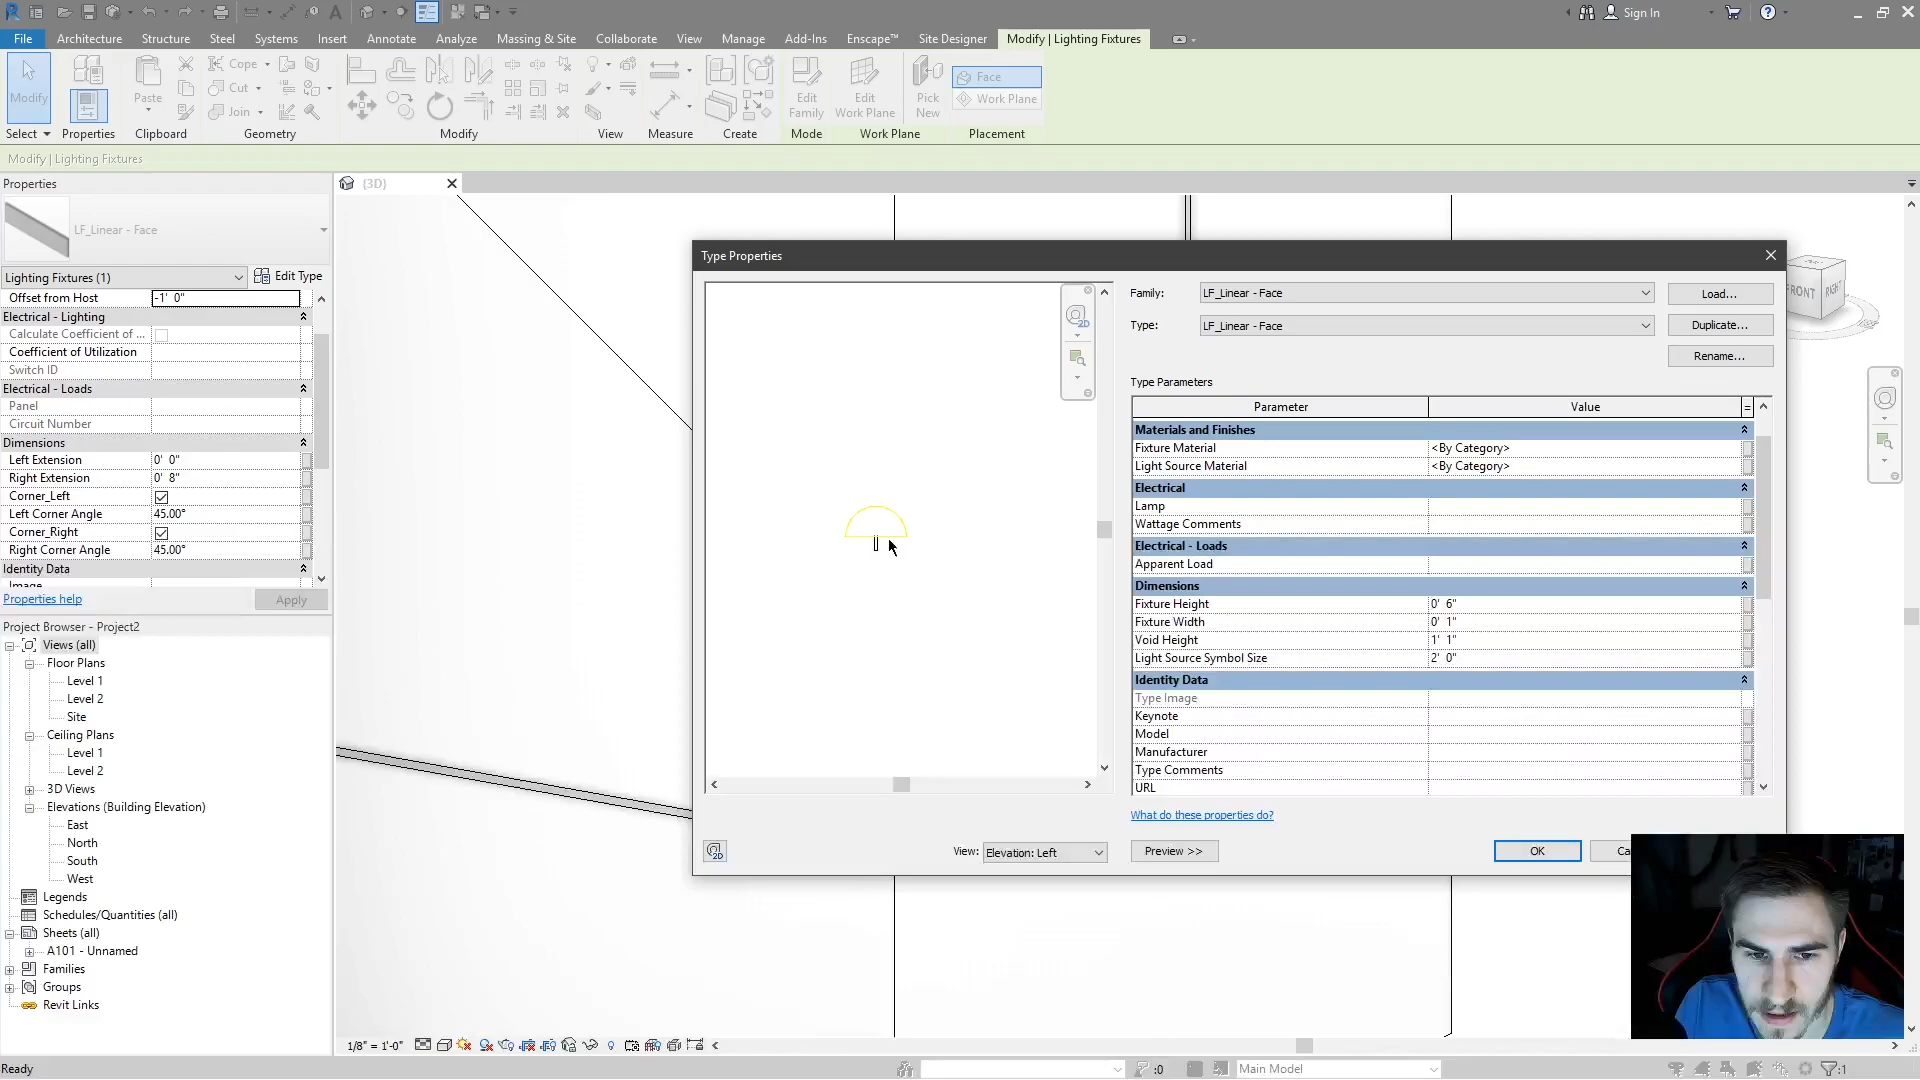 Sign In
File Architecture Structure Steel Systems Insert Annotate Analyze Massing & Site Collaborate View Manage Add-Ins Enscape™ Site Designer Modify | Lighting Fixtures
Modify Paste Cope Cut Join Edit Family Edit Work Plane Pick New Face Work Plane
Select Properties Clipboard Geometry Modify View Measure Create Mode Work Plane Placement
Modify | Lighting Fixtures
Properties
{3D}
LF_Linear - Face
Lighting Fixtures (1) Edit Type
Offset from Host -1' 0"
Electrical - Lighting
Calculate Coefficient of ...
Coefficient of Utilization
Switch ID
Electrical - Loads
Panel
Circuit Number
Dimensions
Left Extension 0' 0"
Right Extension 0' 8"
Corner_Left
Left Corner Angle 45.00°
Corner_Right
Right Corner Angle 45.00°
Identity Data
Image
Properties help Apply
Project Browser - Project2
Views (all)
Floor Plans
Level 1
Level 2
Site
Ceiling Plans
Level 1
Level 2
3D Views
Elevations (Building Elevation)
East
North
South
West
Legends
Schedules/Quantities (all)
Sheets (all)
A101 - Unnamed
Families
Groups
Revit Links
Type Properties
2D
Family: LF_Linear - Face Load...
Type: LF_Linear - Face Duplicate...
Rename...
Type Parameters
Parameter Value =
Materials and Finishes
Fixture Material <By Category>
Light Source Material <By Category>
Electrical
Lamp
Wattage Comments
Electrical - Loads
Apparent Load
Dimensions
Fixture Height 0' 6"
Fixture Width 0' 1"
Void Height 1' 1"
Light Source Symbol Size 2' 0"
Identity Data
Type Image
Keynote
Model
Manufacturer
Type Comments
URL
What do these properties do?
View: Elevation: Left Preview >> OK Ca
FRONT RIGHT
1/8" = 1'-0"
Ready :0 Main Model :1